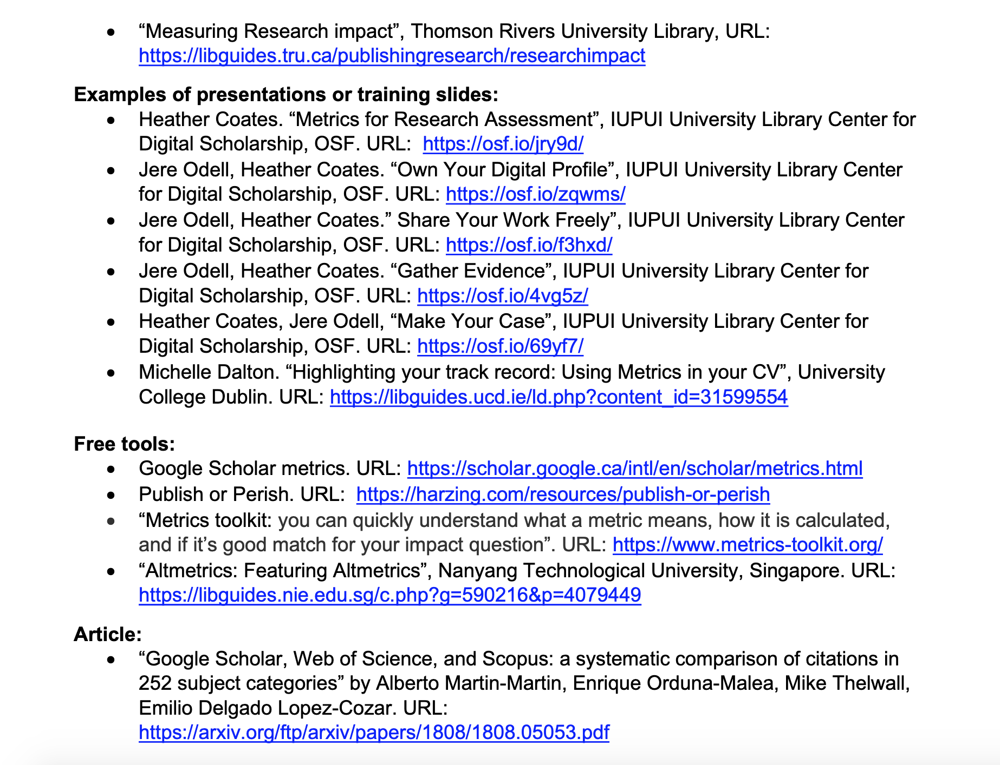 • “Measuring Research impact”, Thomson Rivers University Library, URL:
https://libguides.tru.ca/publishingresearch/researchimpact
Examples of presentations or training slides:
• Heather Coates. “Metrics for Research Assessment”, IUPUI University Library Center for
Digital Scholarship, OSF. URL:  https://osf.io/jry9d/
• Jere Odell, Heather Coates. “Own Your Digital Profile”, IUPUI University Library Center
for Digital Scholarship, OSF. URL: https://osf.io/zqwms/
• Jere Odell, Heather Coates.” Share Your Work Freely”, IUPUI University Library Center
for Digital Scholarship, OSF. URL: https://osf.io/f3hxd/
• Jere Odell, Heather Coates. “Gather Evidence”, IUPUI University Library Center for
Digital Scholarship, OSF. URL: https://osf.io/4vg5z/
• Heather Coates, Jere Odell, “Make Your Case”, IUPUI University Library Center for
Digital Scholarship, OSF. URL: https://osf.io/69yf7/
• Michelle Dalton. “Highlighting your track record: Using Metrics in your CV”, University
College Dublin. URL: https://libguides.ucd.ie/ld.php?content_id=31599554
Free tools:
• Google Scholar metrics. URL: https://scholar.google.ca/intl/en/scholar/metrics.html
• Publish or Perish. URL:  https://harzing.com/resources/publish-or-perish
• “Metrics toolkit: you can quickly understand what a metric means, how it is calculated,
and if it’s good match for your impact question”. URL: https://www.metrics-toolkit.org/
• “Altmetrics: Featuring Altmetrics”, Nanyang Technological University, Singapore. URL:
https://libguides.nie.edu.sg/c.php?g=590216&p=4079449
Article:
• “Google Scholar, Web of Science, and Scopus: a systematic comparison of citations in
252 subject categories” by Alberto Martin-Martin, Enrique Orduna-Malea, Mike Thelwall,
Emilio Delgado Lopez-Cozar. URL:
https://arxiv.org/ftp/arxiv/papers/1808/1808.05053.pdf